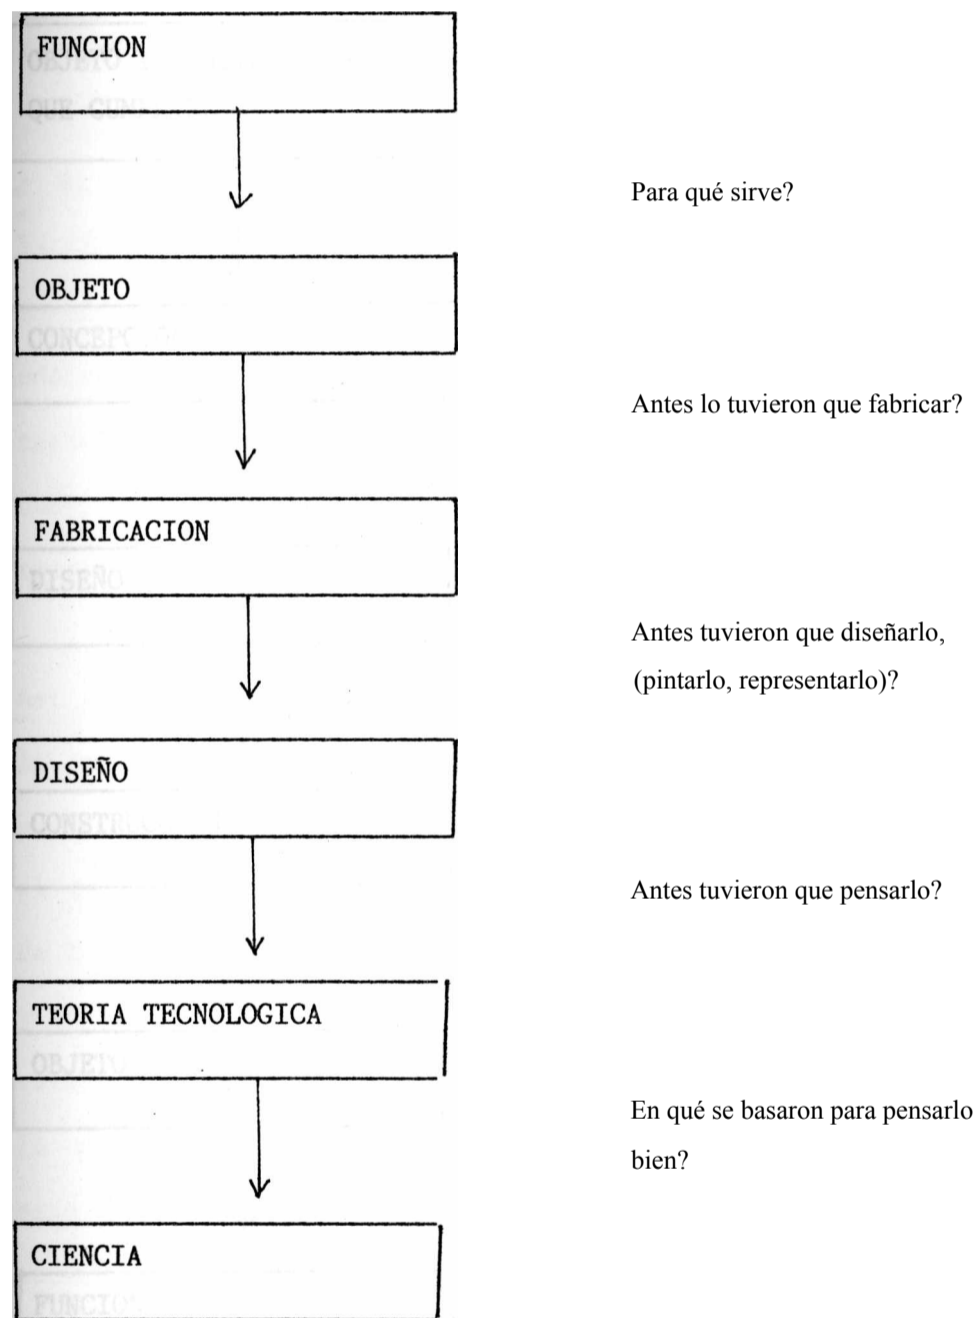 FUNCION
Para qué sirve?
OBJETO
Antes lo tuvieron que fabricar?
FABRICACION
Antes tuvieron que diseñarlo,
(pintarlo, representarlo)?
DISEÑO
Antes tuvieron que pensarlo?
TEORIA TECNOLOGICA
En qué se basaron para pensarlo
bien?
CIENCIA